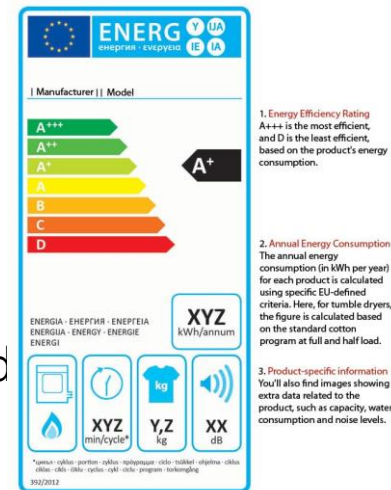 ENERG Y UA
енергия · ενεργεια IE IA
| Manufacturer || Model
A+++
A++
A+
A
B
C
D
A+
ENERGIA · ЕНЕРГИЯ · ΕΝΕΡΓΕΙΑ
ENERGIJA · ENERGY · ENERGIE
ENERGI
XYZ
kWh/annum
XYZ
min/cycle*
kg
Y,Z
kg
XX
dB
392/2012
1. Energy Efficiency Rating
A+++ is the most efficient,
and D is the least efficient,
based on the product's energy
consumption.
2. Annual Energy Consumption
The annual energy
consumption (in kWh per year)
for each product is calculated
using specific EU-defined
criteria. Here, for tumble dryers,
the figure is calculated based
on the standard cotton
program at full and half load.
3. Product-specific information
You'll also find images showing
extra data related to the
product, such as capacity, water
consumption and noise levels.